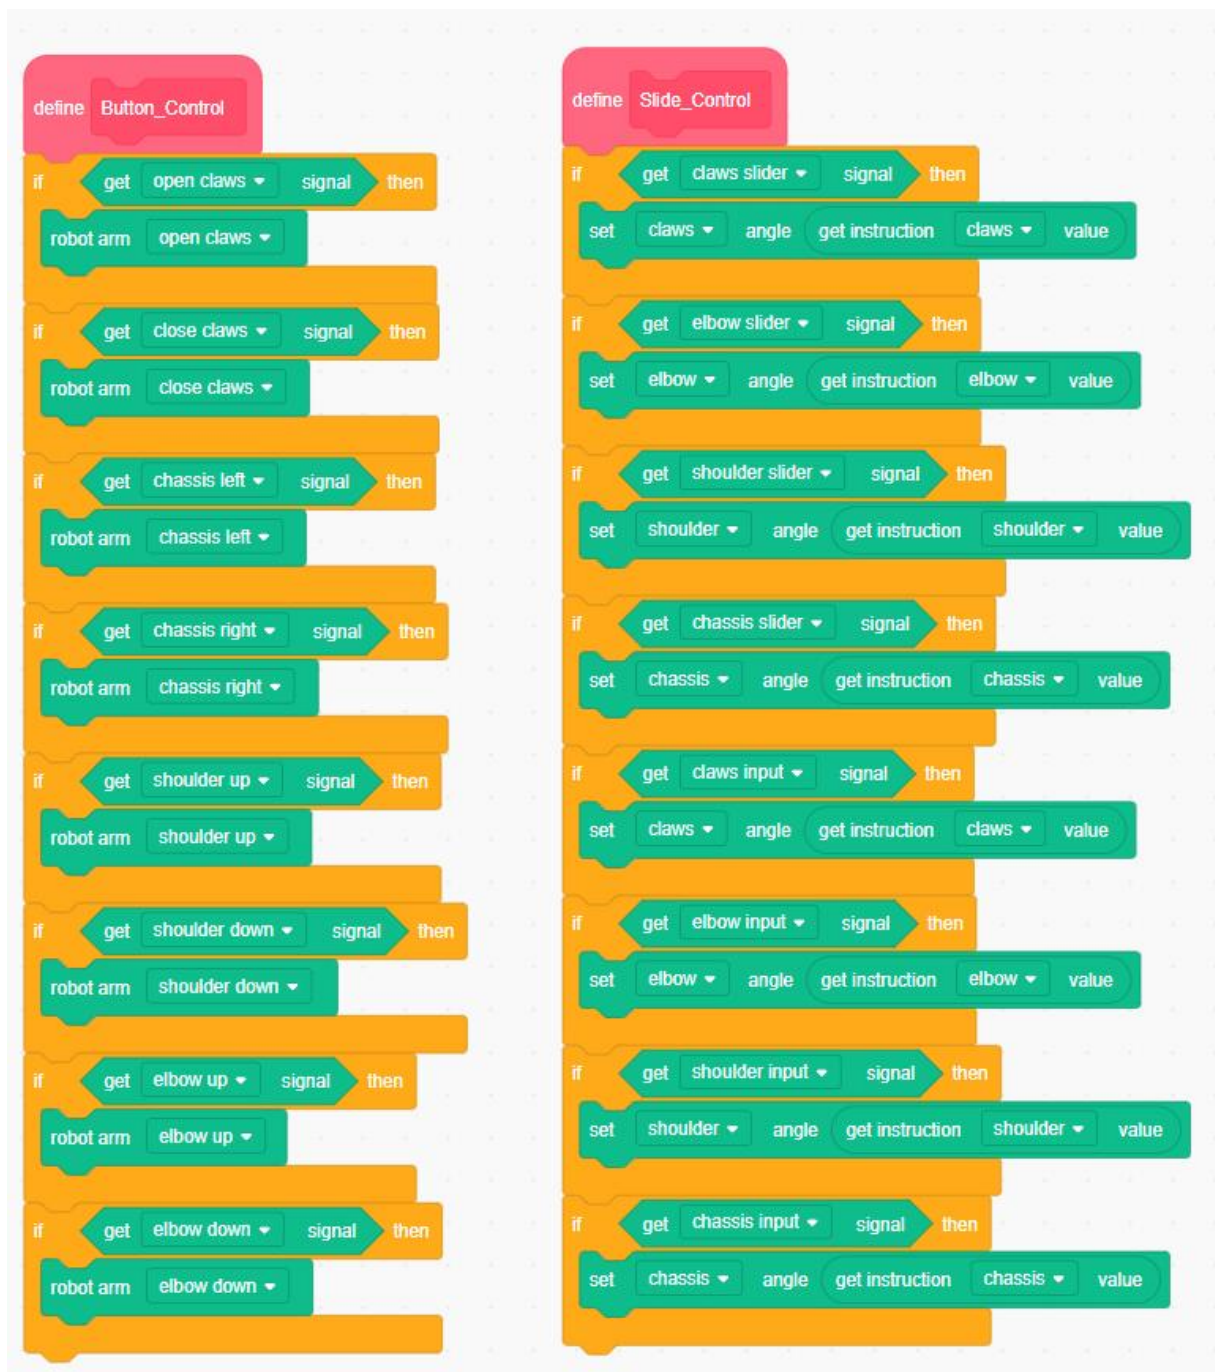 define Button_Control
if get open claws signal then
robot arm open claws
if get close claws signal then
robot arm close claws
if get chassis left signal then
robot arm chassis left
if get chassis right signal then
robot arm chassis right
if get shoulder up signal then
robot arm shoulder up
if get shoulder down signal then
robot arm shoulder down
if get elbow up signal then
robot arm elbow up
if get elbow down signal then
robot arm elbow down
define Slide_Control
if get claws slider signal then
set claws angle get instruction claws value
if get elbow slider signal then
set elbow angle get instruction elbow value
if get shoulder slider signal then
set shoulder angle get instruction shoulder value
if get chassis slider signal then
set chassis angle get instruction chassis value
if get claws input signal then
set claws angle get instruction claws value
if get elbow input signal then
set elbow angle get instruction elbow value
if get shoulder input signal then
set shoulder angle get instruction shoulder value
if get chassis input signal then
set chassis angle get instruction chassis value